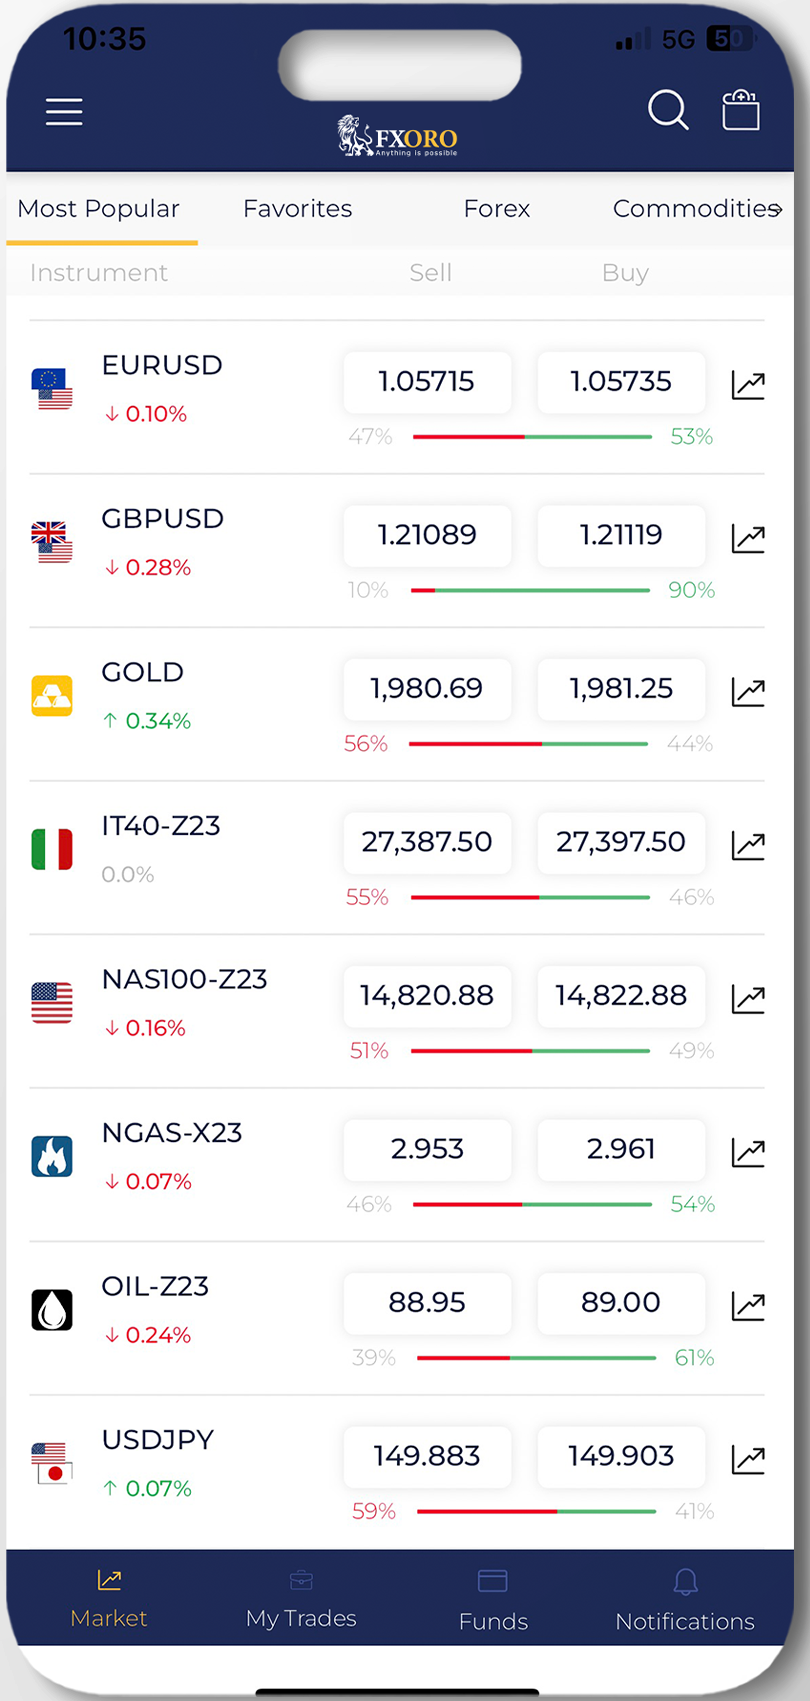 10:35 5G 50
FXORO
Anything is possible
Most Popular Favorites Forex Commodities
Instrument Sell Buy
EURUSD 1.05715 1.05735
↓ 0.10% 47% 53%
GBPUSD 1.21089 1.21119
↓ 0.28% 10% 90%
GOLD 1,980.69 1,981.25
↑ 0.34% 56% 44%
IT40-Z23 27,387.50 27,397.50
0.0% 55% 46%
NAS100-Z23 14,820.88 14,822.88
↓ 0.16% 51% 49%
NGAS-X23 2.953 2.961
↓ 0.07% 46% 54%
OIL-Z23 88.95 89.00
↓ 0.24% 39% 61%
USDJPY 149.883 149.903
↑ 0.07% 59% 41%
Market My Trades Funds Notifications